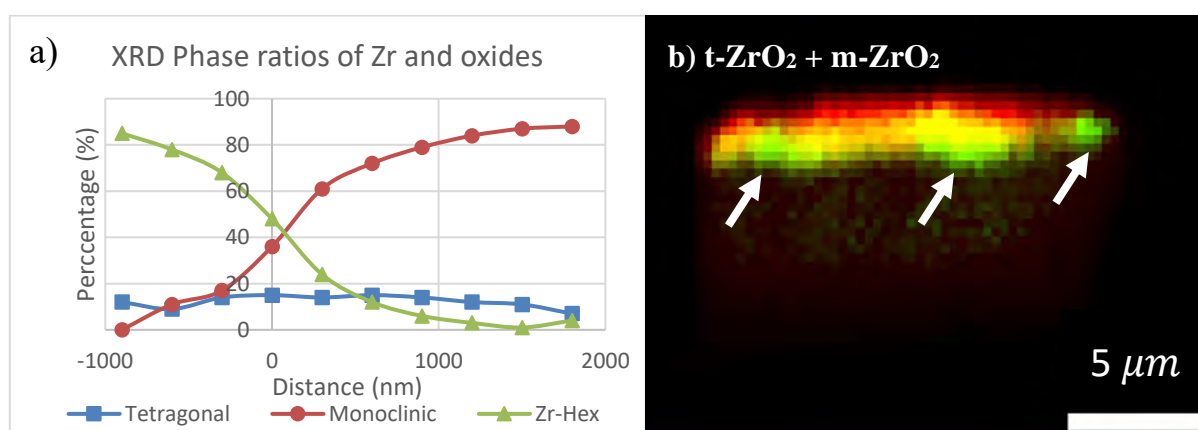 a)
XRD Phase ratios of Zr and oxides
100
80
60
40
20
0
Perccentage (%)
-1000 0 1000 2000
Distance (nm)
Tetragonal Monoclinic Zr-Hex
b) t-ZrO₂ + m-ZrO₂
5 μm